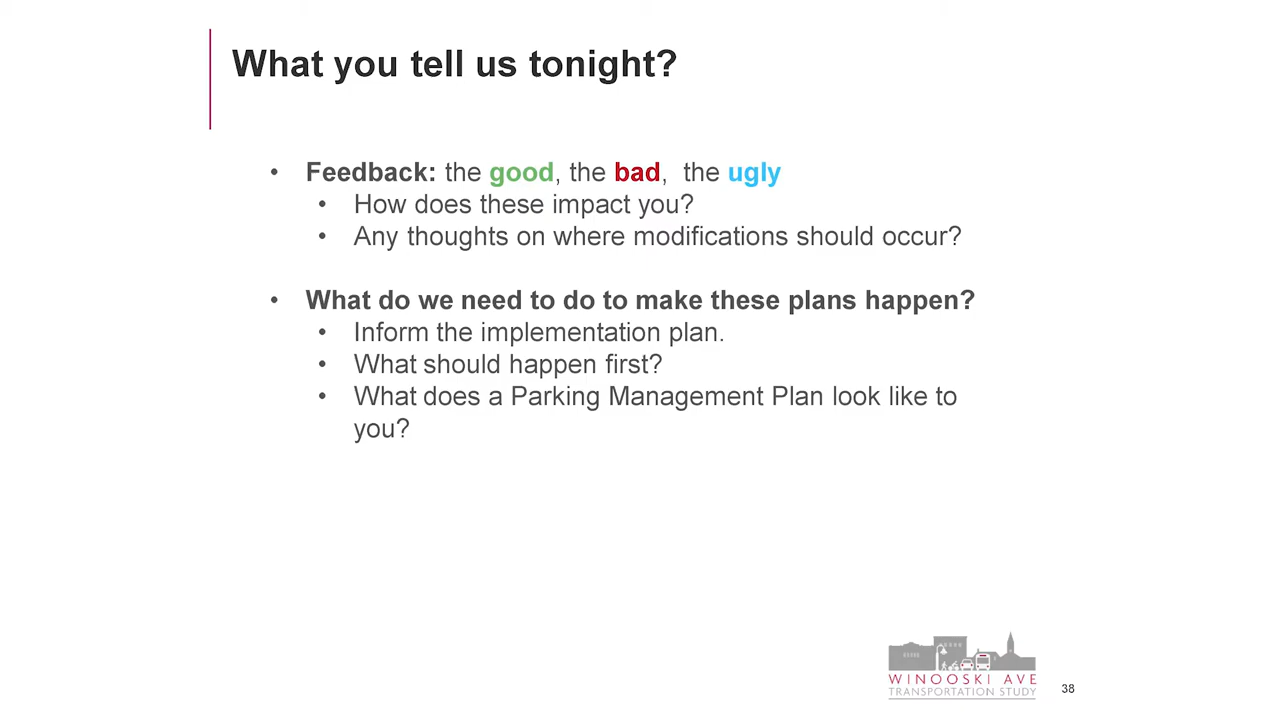 What you tell us tonight?
• Feedback: the good, the bad, the ugly
• How does these impact you?
• Any thoughts on where modifications should occur?
• What do we need to do to make these plans happen?
• Inform the implementation plan.
• What should happen first?
• What does a Parking Management Plan look like to
you?
WINOOSKI AVE
TRANSPORTATION STUDY
38